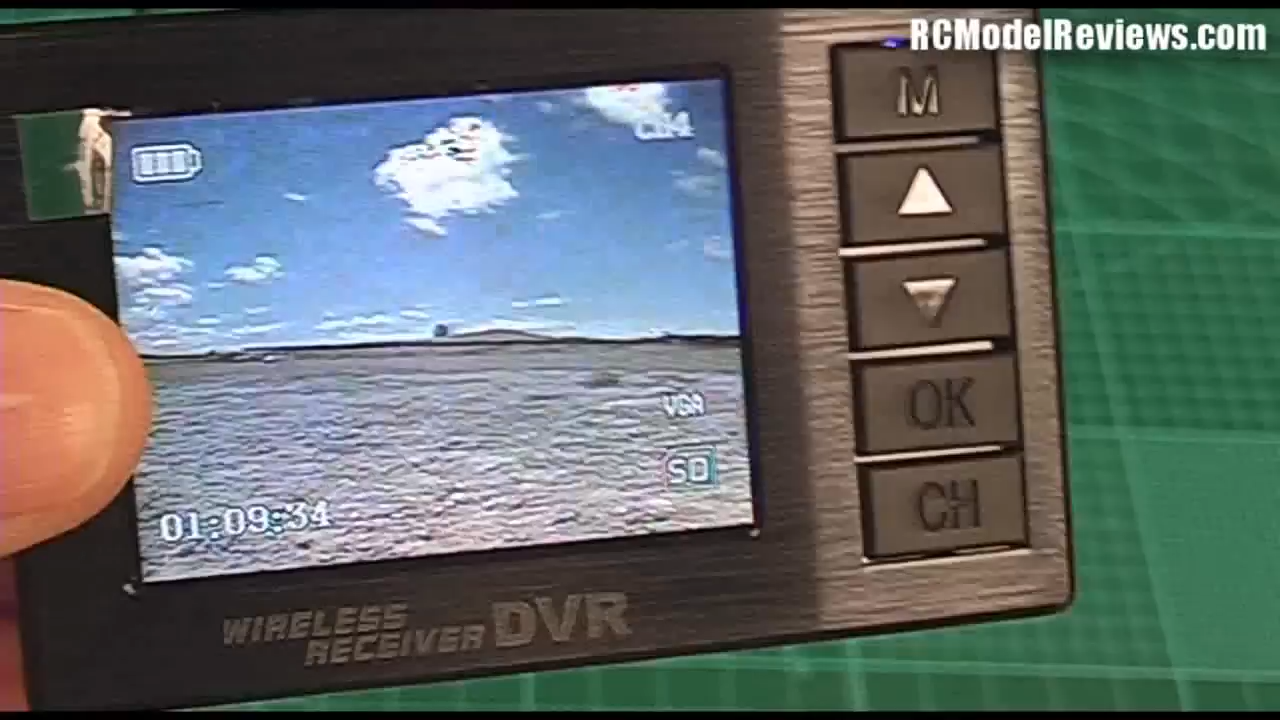 RCModelReviews.com
M
CH4
VGA
SD
01:09:34
OK
CH
WIRELESS
RECEIVER DVR